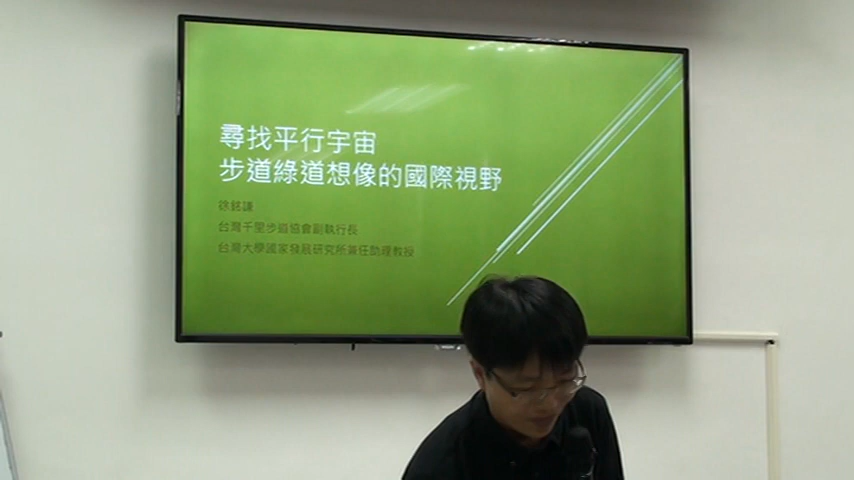 尋找平行宇宙
步道綠道想像的國際視野
徐銘謙
台灣千里步道協會副執行長
台灣大學國家發展研究所兼任助理教授